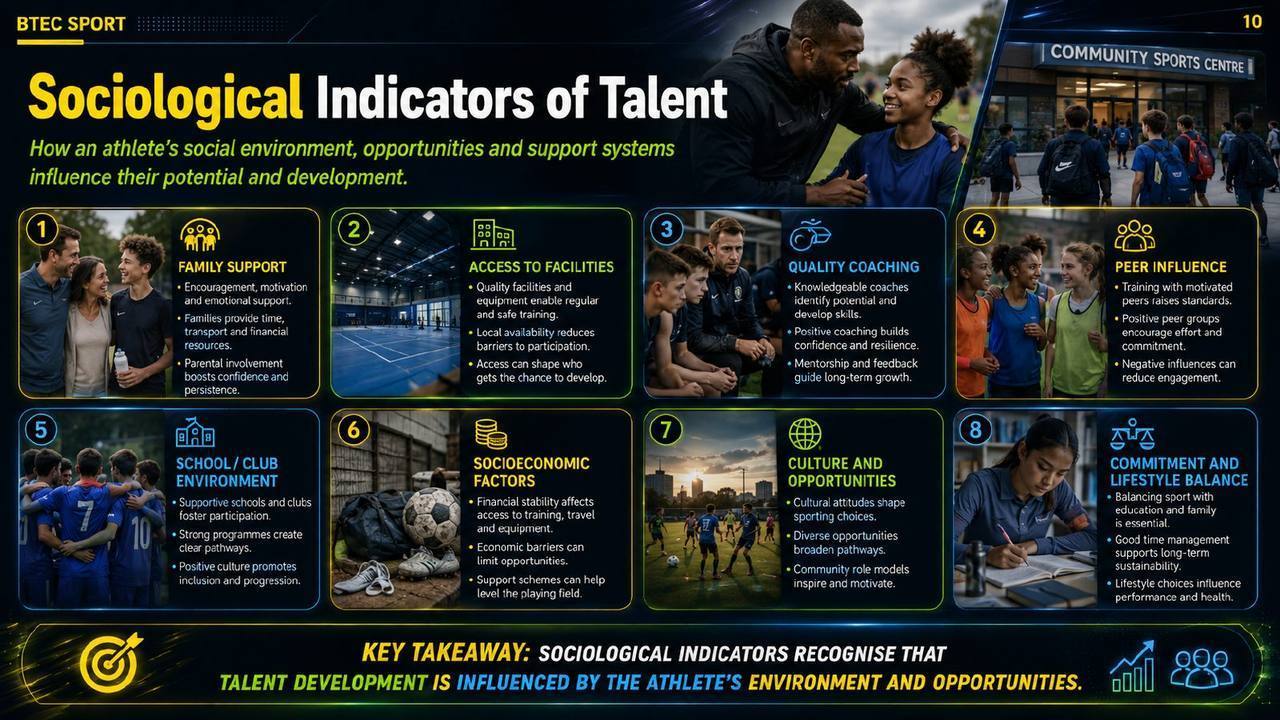 BTEC SPORT
10
COMMUNITY SPORTS CENTRE
Sociological Indicators of Talent
How an athlete's social environment, opportunities and support systems
influence their potential and development.
1
FAMILY SUPPORT
• Encouragement, motivation
and emotional support.
• Families provide time,
transport and financial
resources.
• Parental involvement
boosts confidence and
persistence.
2
ACCESS TO FACILITIES
• Quality facilities and
equipment enable regular
and safe training.
• Local availability reduces
barriers to participation.
• Access can shape who
gets the chance to develop.
3
QUALITY COACHING
• Knowledgeable coaches
identify potential and
develop skills.
• Positive coaching builds
confidence and resilience.
• Mentorship and feedback
guide long-term growth.
4
PEER INFLUENCE
• Training with motivated
peers raises standards.
• Positive peer groups
encourage effort and
commitment.
• Negative influences can
reduce engagement.
5
7
10
SCHOOL / CLUB
ENVIRONMENT
• Supportive schools and clubs
foster participation.
• Strong programmes create
clear pathways.
• Positive culture promotes
inclusion and progression.
6
SOCIOECONOMIC
FACTORS
• Financial stability affects
access to training, travel
and equipment.
• Economic barriers can
limit opportunities.
• Support schemes can help
level the playing field.
7
CULTURE AND
OPPORTUNITIES
• Cultural attitudes shape
sporting choices.
• Diverse opportunities
broaden pathways.
• Community role models
inspire and motivate.
8
COMMITMENT AND
LIFESTYLE BALANCE
• Balancing sport with
education and family
is essential.
• Good time management
supports long-term
sustainability.
• Lifestyle choices influence
performance and health.
KEY TAKEAWAY: SOCIOLOGICAL INDICATORS RECOGNISE THAT
TALENT DEVELOPMENT IS INFLUENCED BY THE ATHLETE'S ENVIRONMENT AND OPPORTUNITIES.